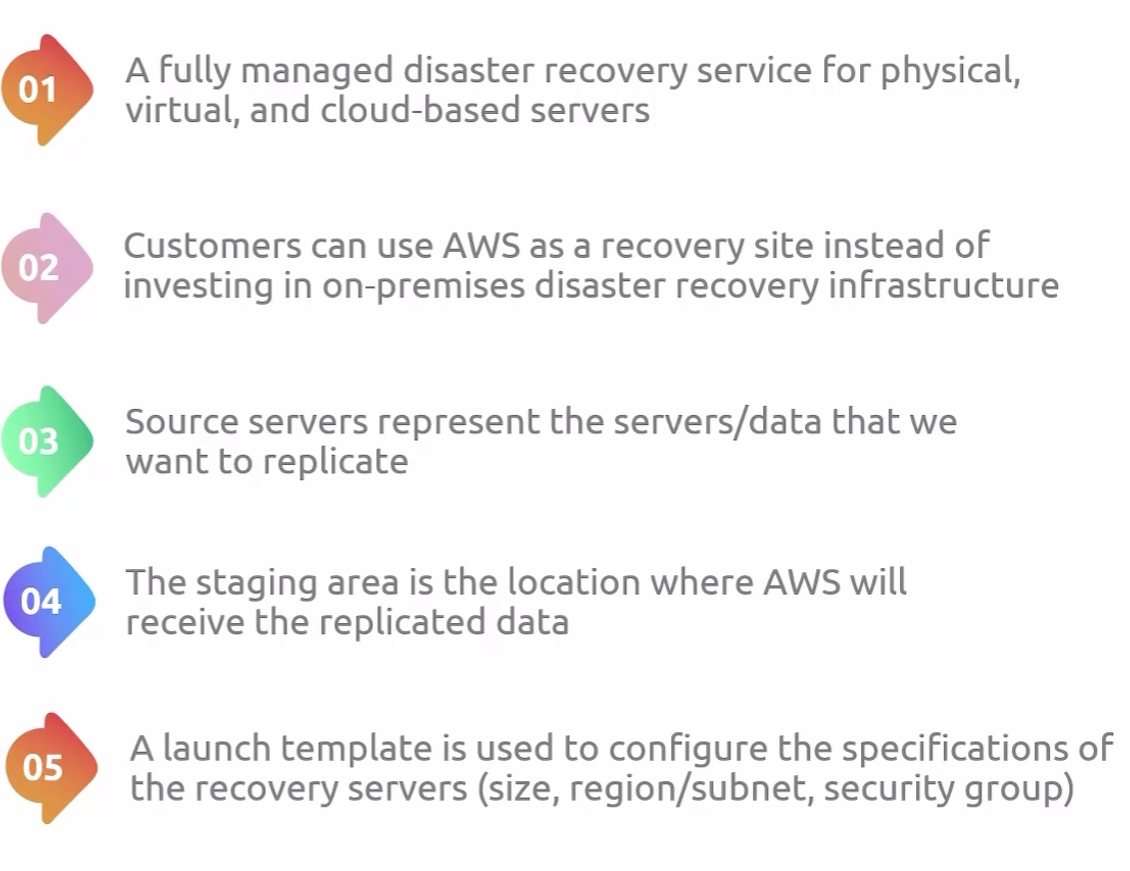 01
A fully managed disaster recovery service for physical,
virtual, and cloud-based servers
02
Customers can use AWS as a recovery site instead of
investing in on-premises disaster recovery infrastructure
03
Source servers represent the servers/data that we
want to replicate
04
The staging area is the location where AWS will
receive the replicated data
05
A launch template is used to configure the specifications of
the recovery servers (size, region/subnet, security group)